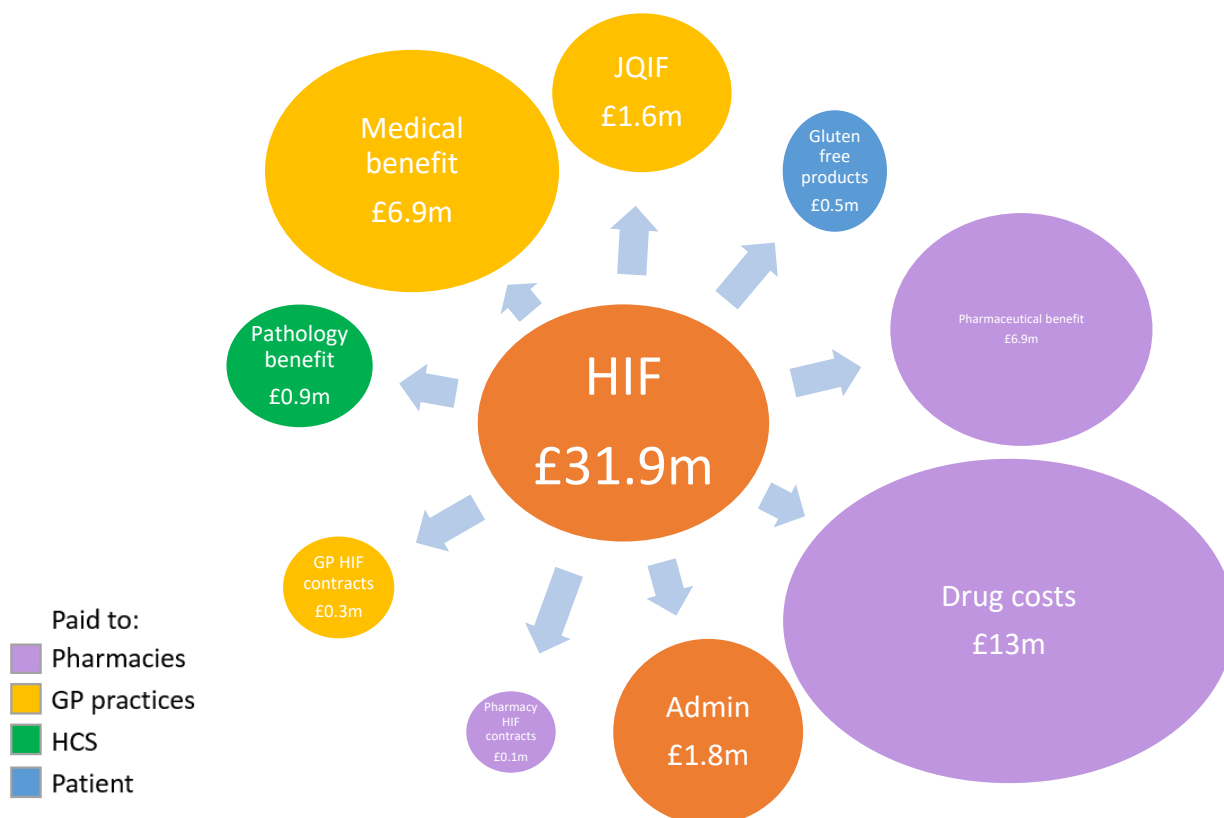 JQIF
£1.6m
Medical
benefit
£6.9m
Gluten
free
products
£0.5m
Pharmaceutical benefit
£6.9m
Pathology
benefit
£0.9m
HIF
£31.9m
GP HIF
contracts
£0.3m
Drug costs
£13m
Pharmacy
HIF
contracts
£0.1m
Admin
£1.8m
Paid to:
Pharmacies
GP practices
HCS
Patient